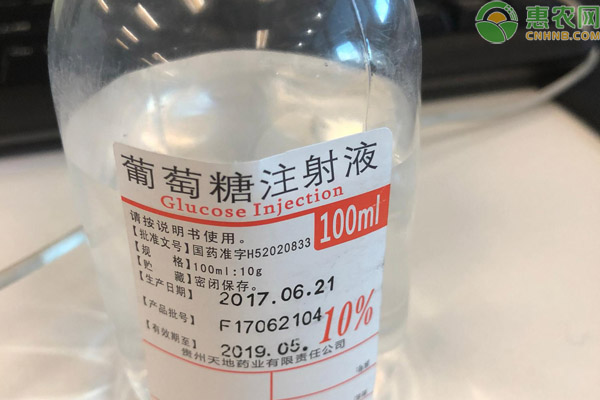 惠农网
CNHNB.COM
葡萄糖注射液
Glucose Injection
100ml
请按说明书使用。
【批准文号】国药准字H52020833
【规 格】100ml:10g
【贮 藏】密闭保存。
【生产日期】 2017.06.21
【产品批号】 F17062104
10%
【有效期至】 2019.05.
贵州天地药业有限责任公司